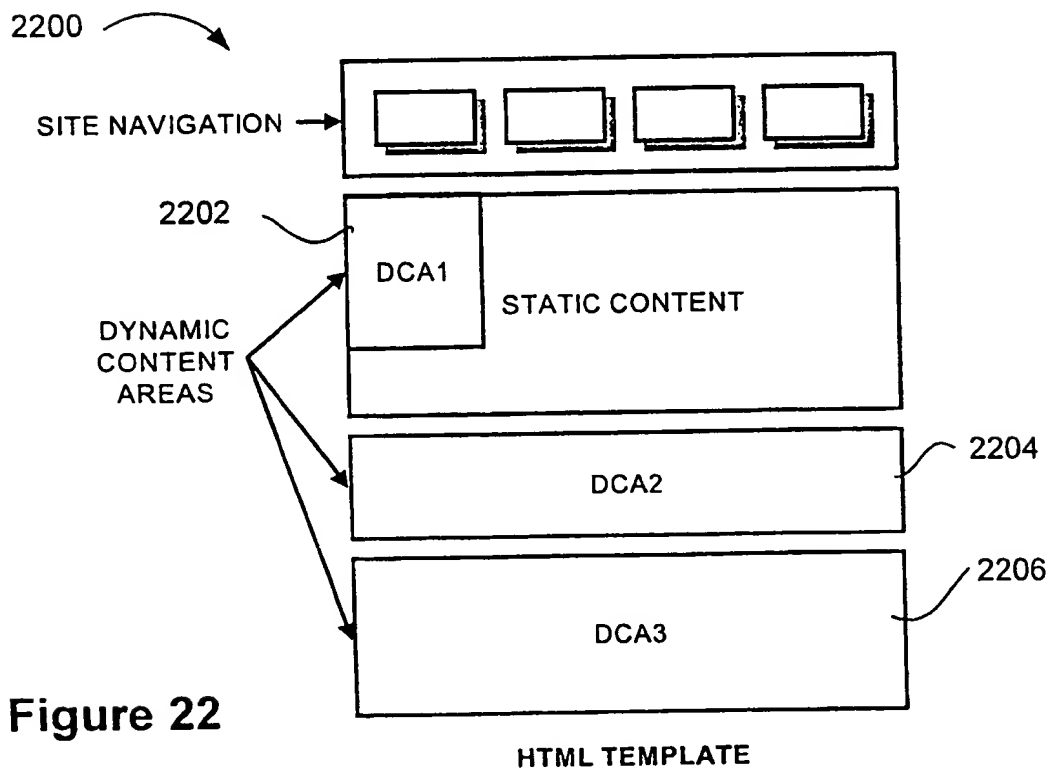 2200
SITE NAVIGATION
2202
DCA1
STATIC CONTENT
DYNAMIC
CONTENT
AREAS
2204
DCA2
2206
DCA3
Figure 22
HTML TEMPLATE